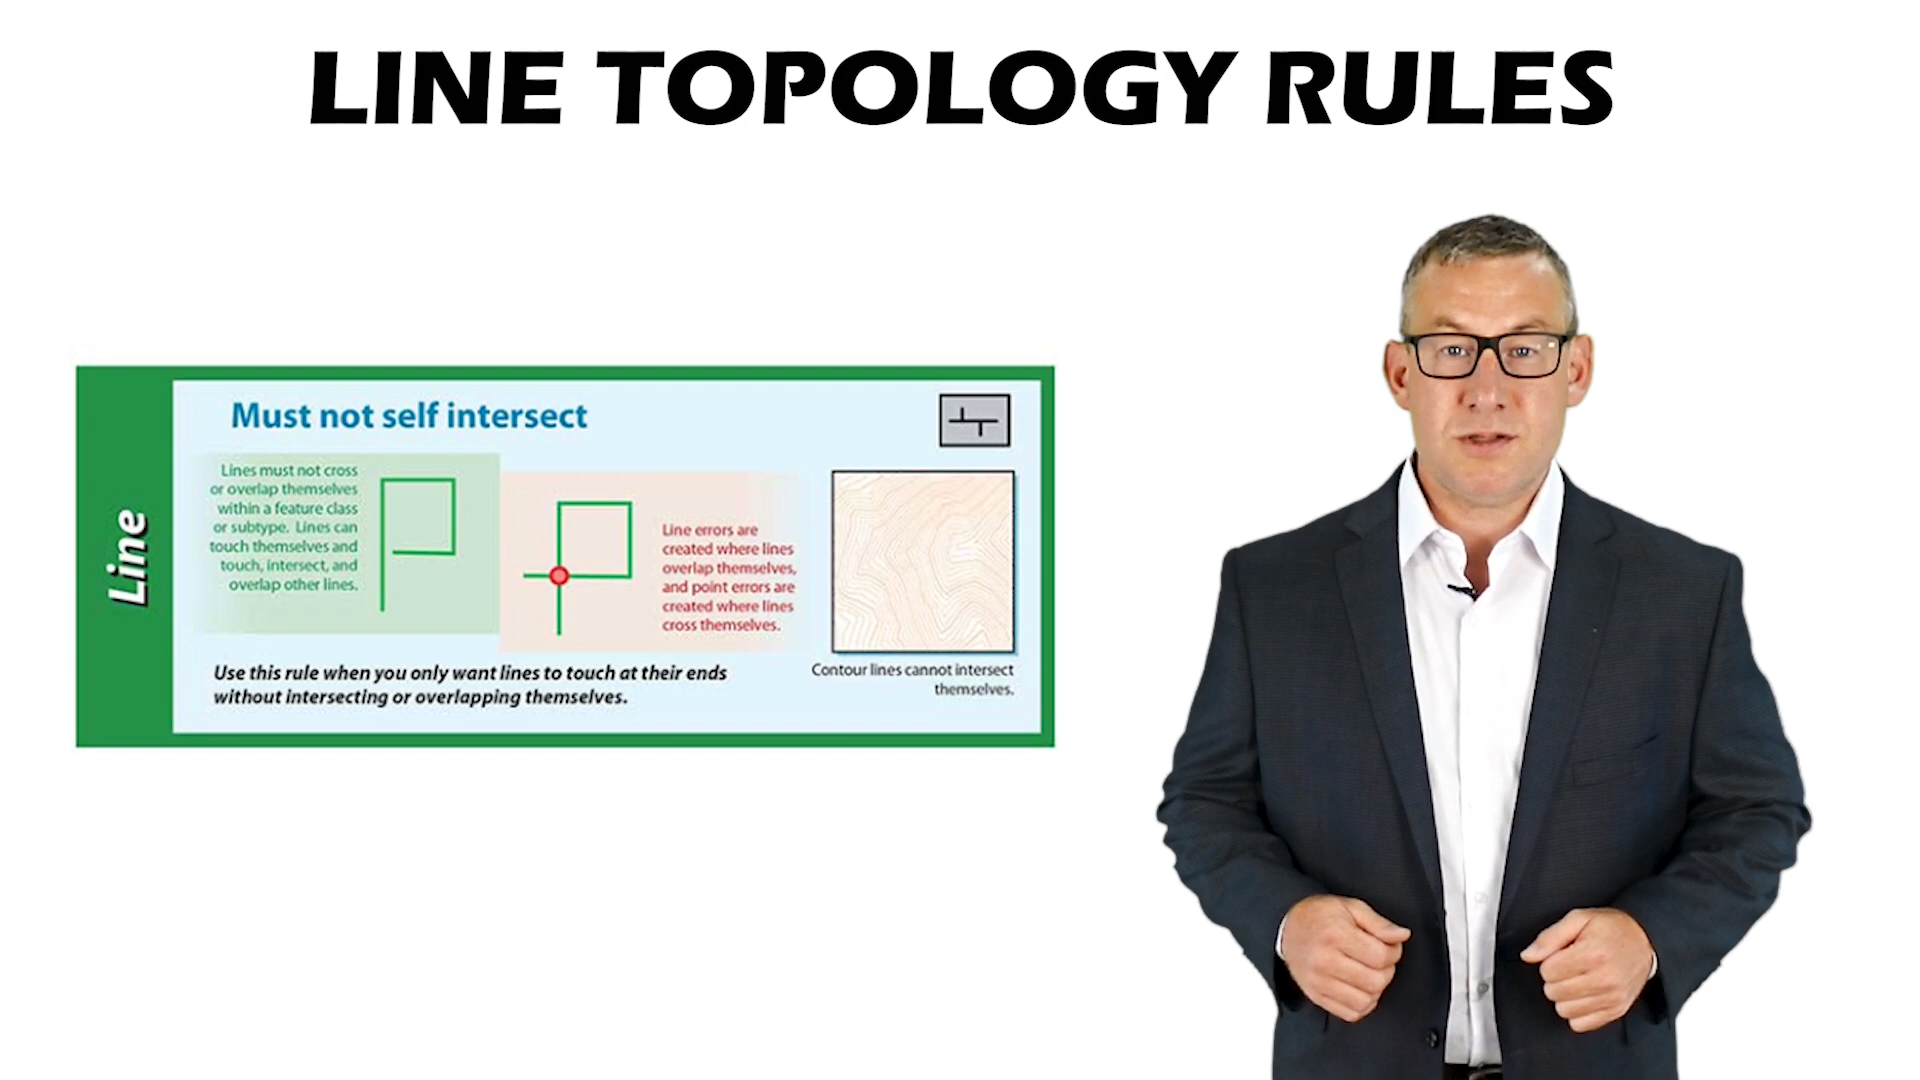 LINE TOPOLOGY RULES
Line
Must not self intersect
Lines must not cross
or overlap themselves
within a feature class
or subtype. Lines can
touch themselves and
touch, intersect, and
overlap other lines.
Line errors are
created where lines
overlap themselves,
and point errors are
created where lines
cross themselves.
Use this rule when you only want lines to touch at their ends
without intersecting or overlapping themselves.
Contour lines cannot intersect
themselves.